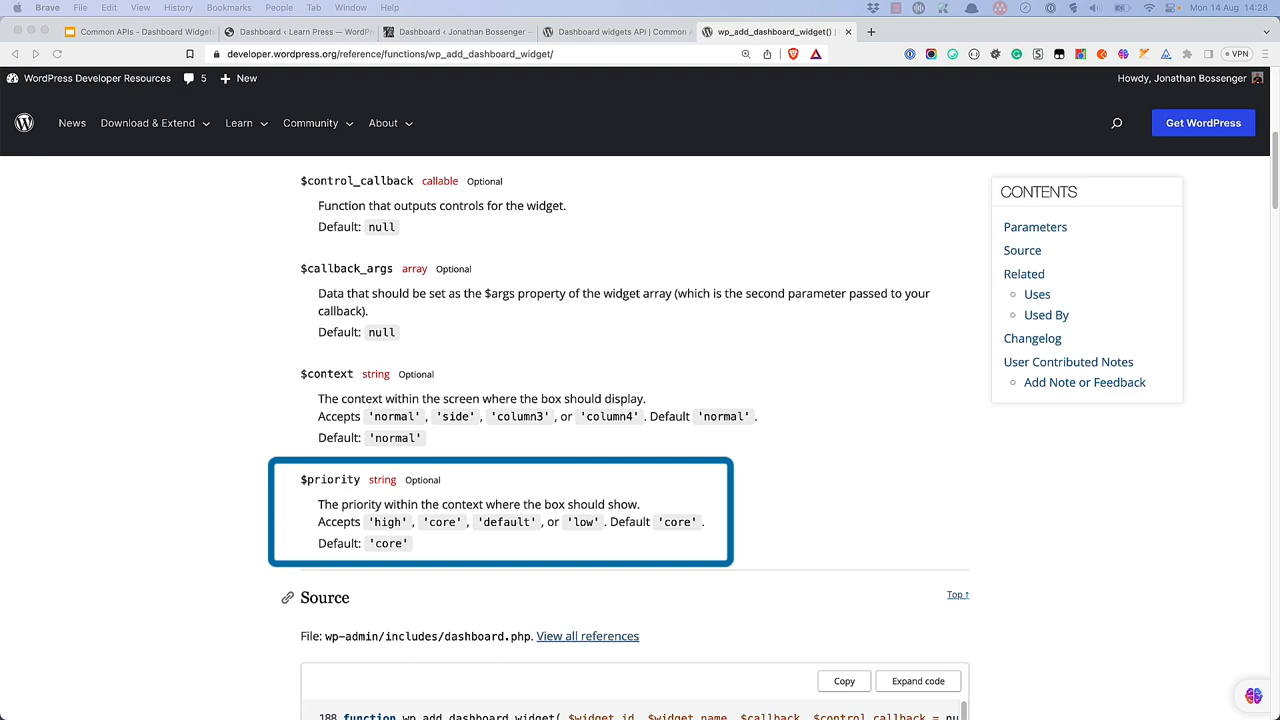 Brave File Edit View History Bookmarks People Tab Window Help Mon 14 Aug 14:28
Common APIs – Dashboard Widget
Dashboard ‹ Learn Press — WordPr
Dashboard ‹ Jonathan Bossenger –
Dashboard widgets API | Common A
wp_add_dashboard_widget() |
developer.wordpress.org/reference/functions/wp_add_dashboard_widget/
VPN
WordPress Developer Resources 5 New Howdy, Jonathan Bossenger
News Download & Extend Learn Community About Get WordPress
$control_callback callable Optional
Function that outputs controls for the widget.
Default: null
$callback_args array Optional
Data that should be set as the $args property of the widget array (which is the second parameter passed to your
callback).
Default: null
$context string Optional
The context within the screen where the box should display.
Accepts 'normal', 'side', 'column3', or 'column4'. Default 'normal'.
Default: 'normal'
$priority string Optional
The priority within the context where the box should show.
Accepts 'high', 'core', 'default', or 'low'. Default 'core'.
Default: 'core'
Source
Top ↑
File: wp-admin/includes/dashboard.php. View all references
Copy Expand code
188 function wp_add_dashboard_widget( $widget_id, $widget_name, $callback, $control_callback = nu
CONTENTS
Parameters
Source
Related
Uses
Used By
Changelog
User Contributed Notes
Add Note or Feedback